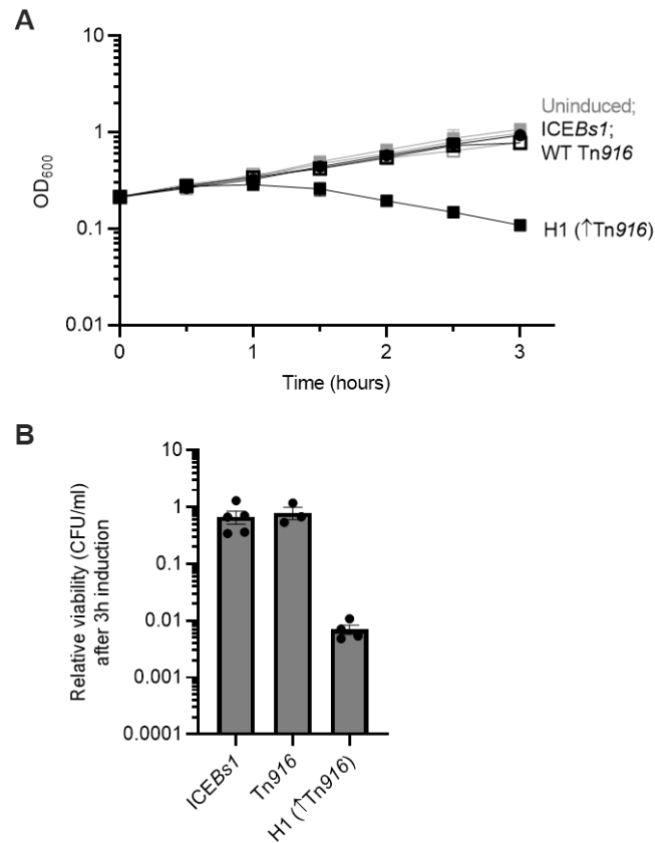 A
10
1
0.1
0.01
OD600
0
1
2
3
Time (hours)
Uninduced;
ICEBs1;
WT Tn916
H1 (↑Tn916)
B
10
1
0.1
0.01
0.001
0.0001
Relative viability (CFU/ml)
after 3h induction
ICEBs1
Tn916
H1 (↑Tn916)